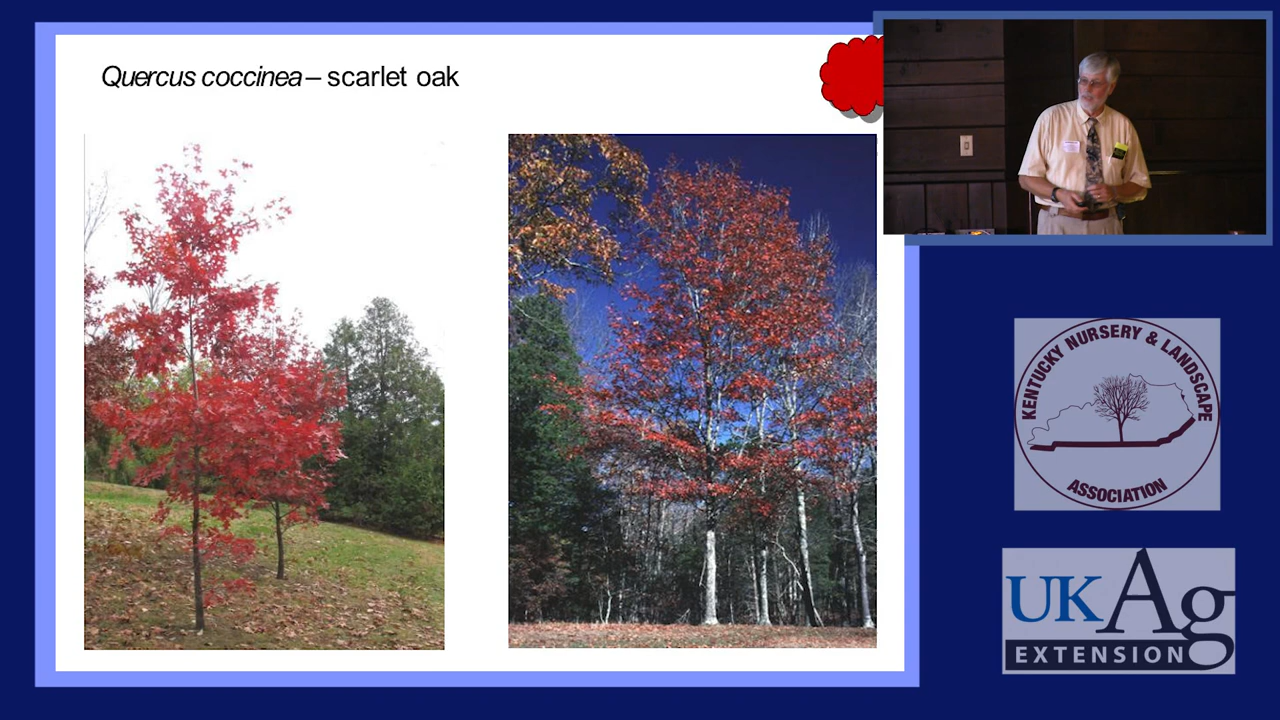 Quercus coccinea – scarlet oak
KENTUCKY NURSERY & LANDSCAPE
ASSOCIATION
UKAg
EXTENSION